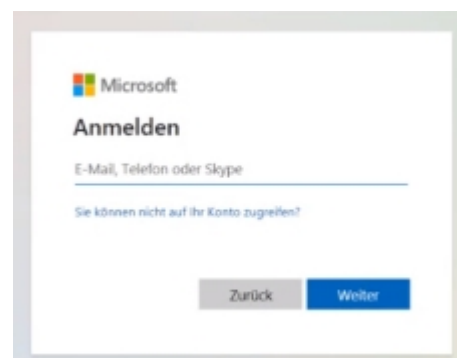 Microsoft
Anmelden
E-Mail, Telefon oder Skype
Sie können nicht auf Ihr Konto zugreifen?
Zurück Weiter